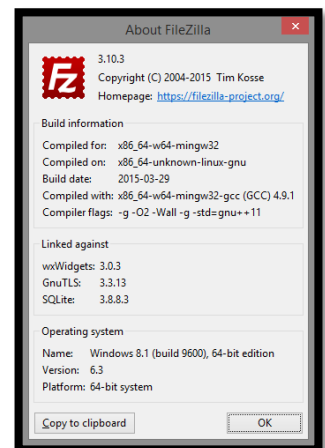 About FileZilla
Fz
3.10.3
Copyright (C) 2004-2015 Tim Kosse
Homepage: https://filezilla-project.org/
Build information
Compiled for: x86_64-w64-mingw32
Compiled on: x86_64-unknown-linux-gnu
Build date: 2015-03-29
Compiled with: x86_64-w64-mingw32-gcc (GCC) 4.9.1
Compiler flags: -g -O2 -Wall -g -std=gnu++11
Linked against
wxWidgets: 3.0.3
GnuTLS: 3.3.13
SQLite: 3.8.8.3
Operating system
Name: Windows 8.1 (build 9600), 64-bit edition
Version: 6.3
Platform: 64-bit system
Copy to clipboard OK